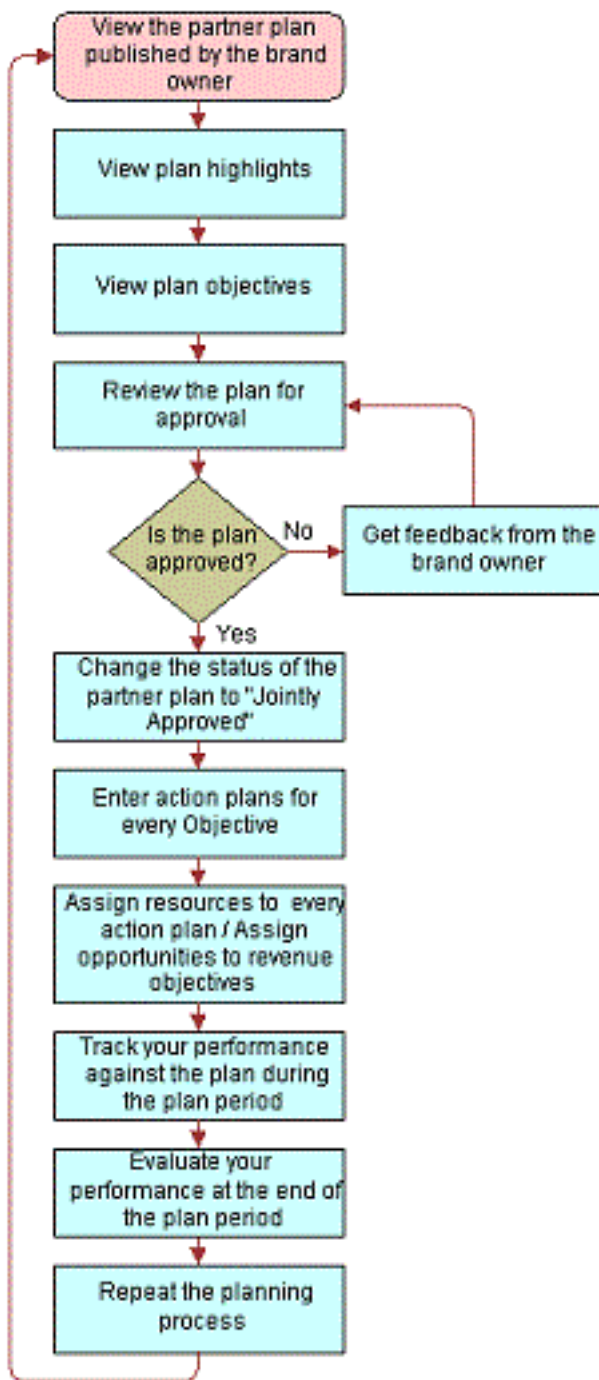 View the partner plan
published by the brand
owner
View plan highlights
View plan objectives
Review the plan for
approval
Is the plan
approved?
No
Get feedback from the
brand owner
Yes
Change the status of the
partner plan to "Jointly
Approved"
Enter action plans for
every Objective
Assign resources to every
action plan / Assign
opportunities to revenue
objectives
Track your performance
against the plan during
the plan period
Evaluate your
performance at the end of
the plan period
Repeat the planning
process